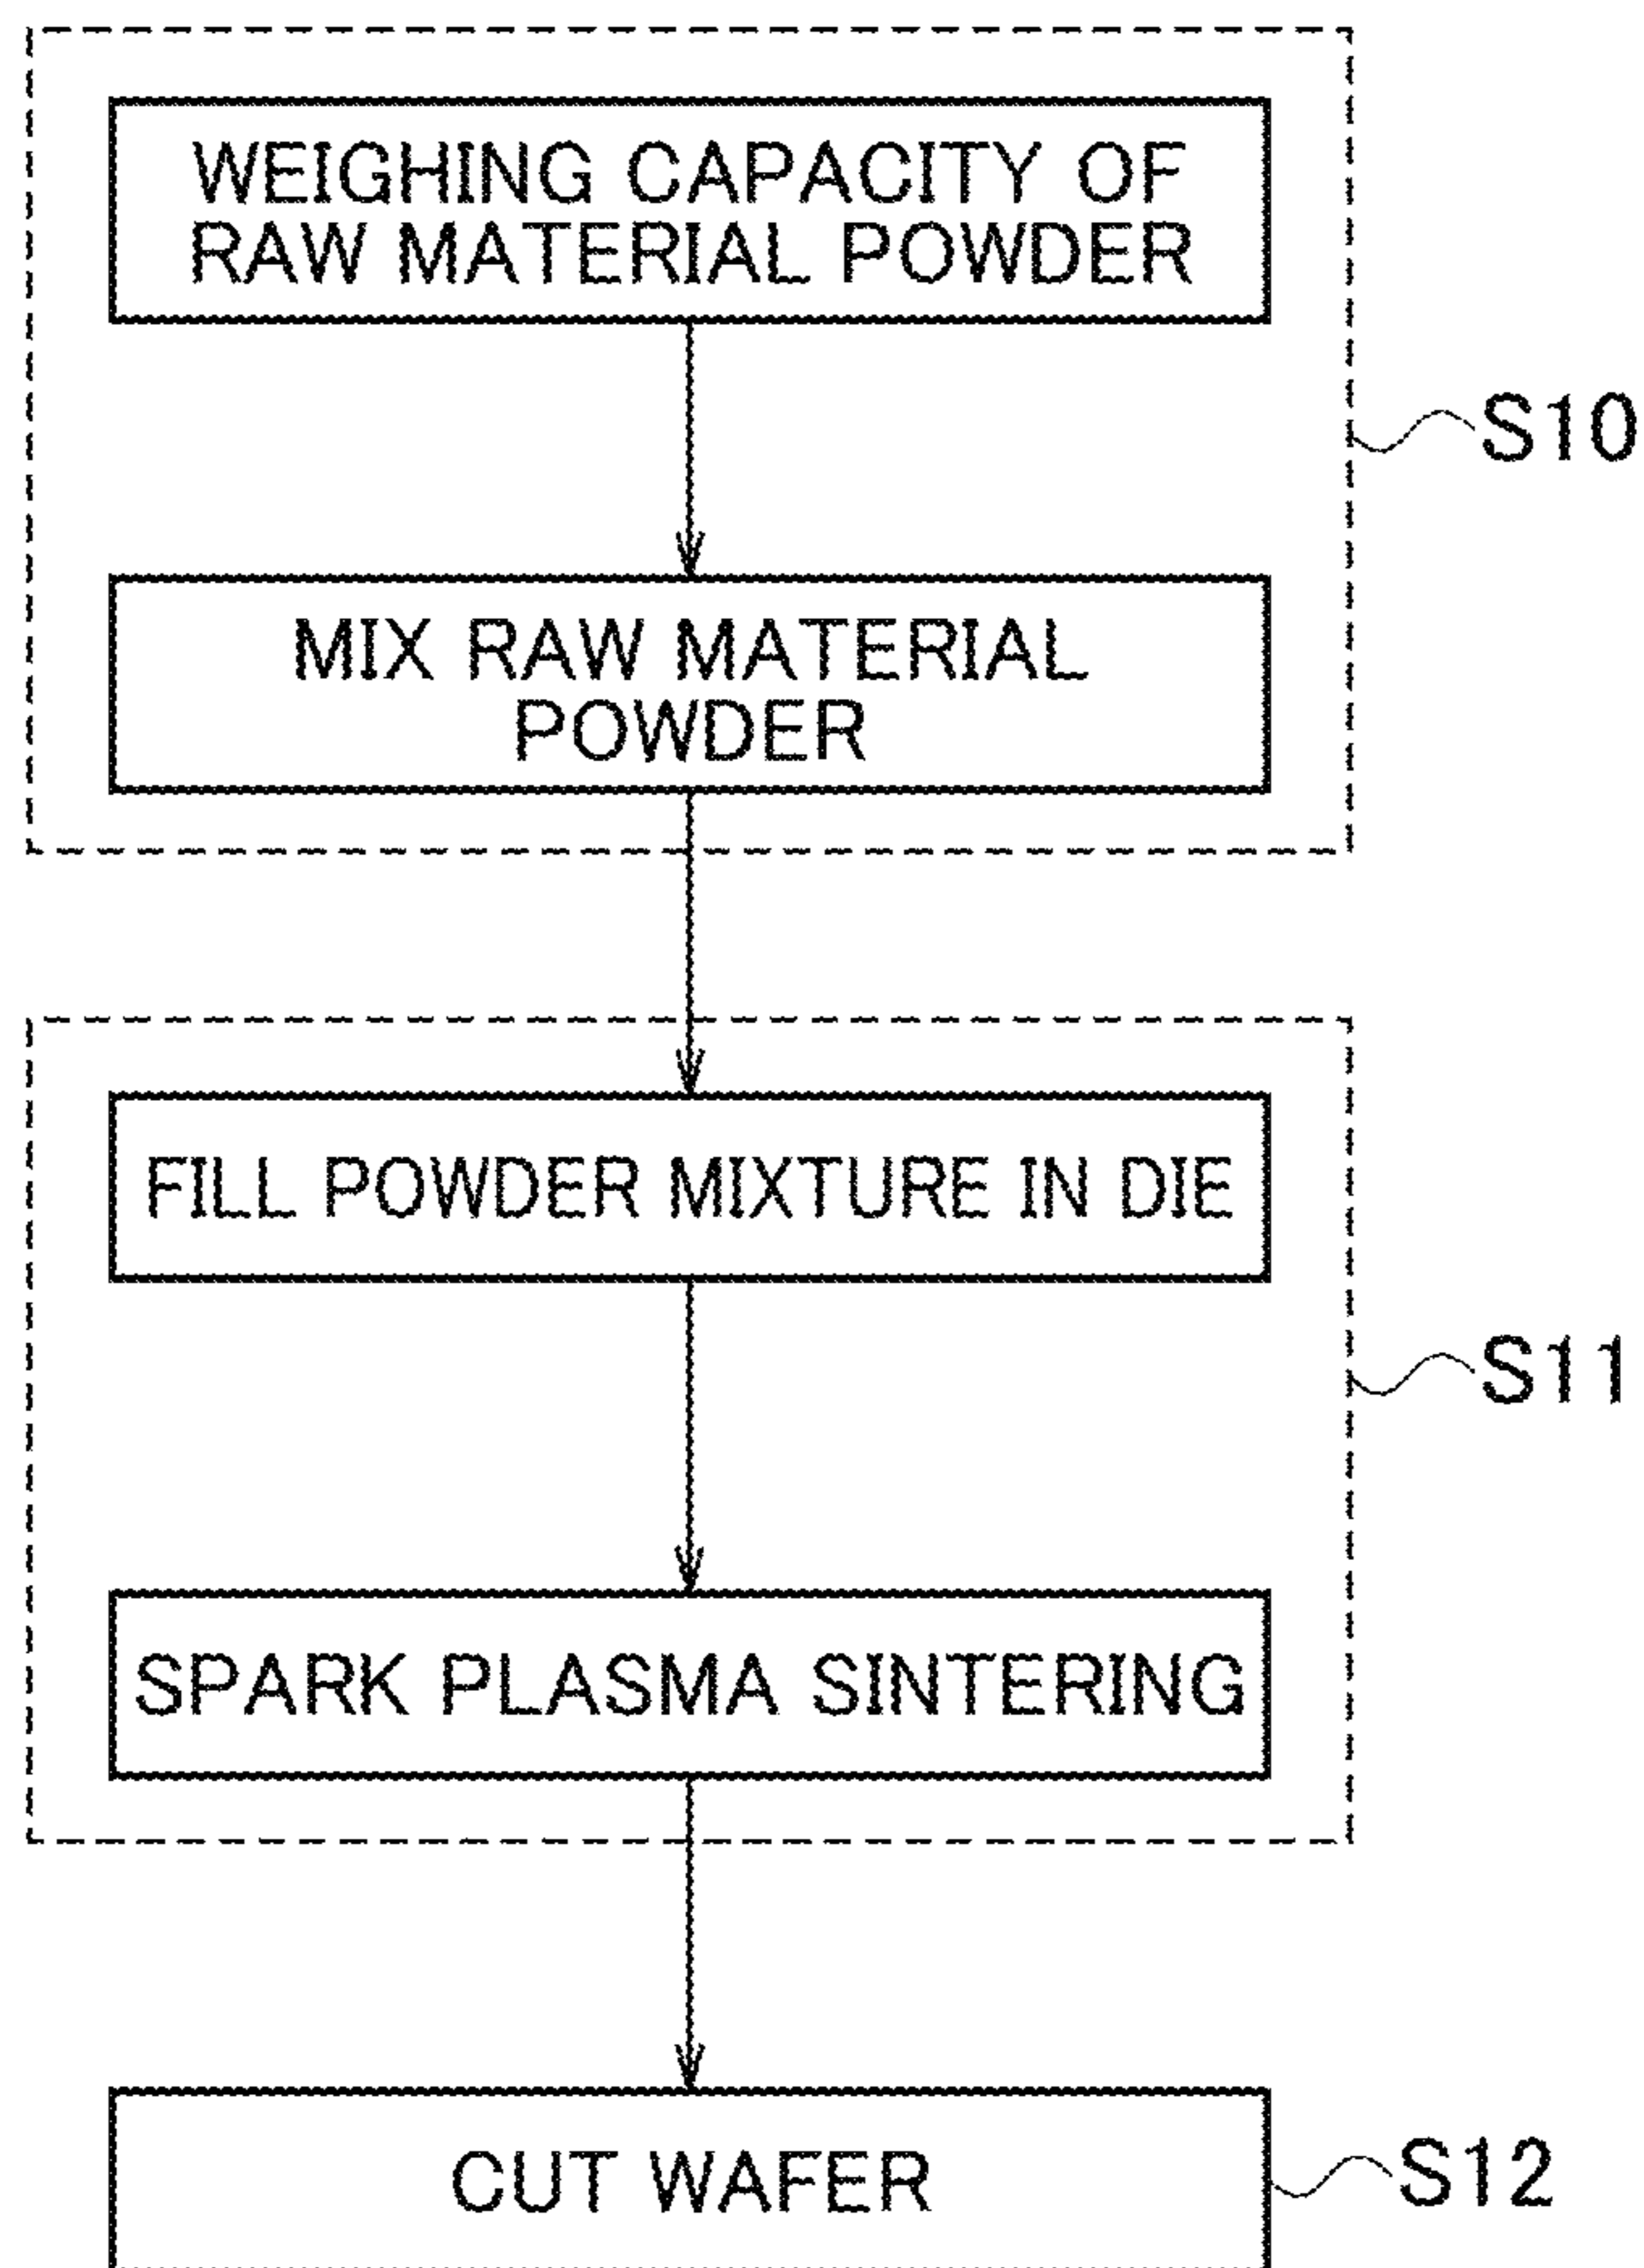 WEIGHING CAPACITY OF
RAW MATERIAL POWDER
S10
MIX RAW MATERIAL
POWDER
FILL POWDER MIXTURE IN DIE
S11
SPARK PLASMA SINTERING
CUT WAFER
S12